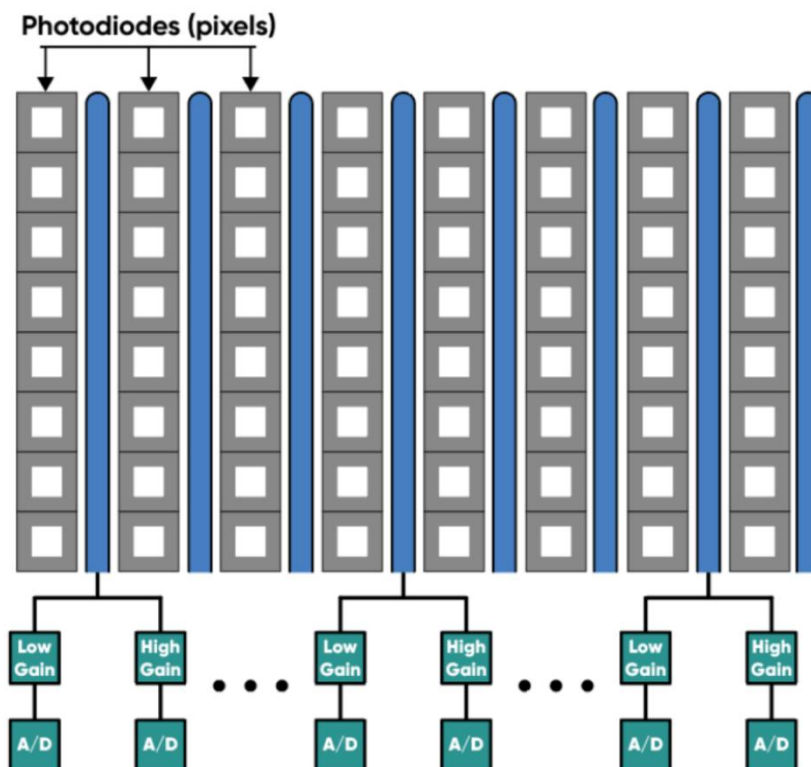 Photodiodes (pixels)
Low
Gain
High
Gain
Low
Gain
High
Gain
Low
Gain
High
Gain
A/D
A/D
A/D
A/D
A/D
A/D